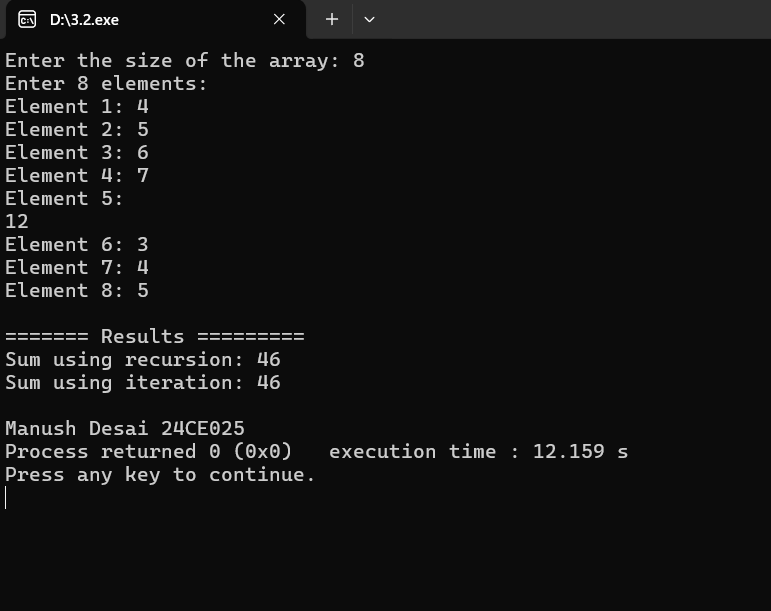 D:\3.2.exe
Enter the size of the array: 8
Enter 8 elements:
Element 1: 4
Element 2: 5
Element 3: 6
Element 4: 7
Element 5:
12
Element 6: 3
Element 7: 4
Element 8: 5
======= Results =========
Sum using recursion: 46
Sum using iteration: 46
Manush Desai 24CE025
Process returned 0 (0x0)   execution time : 12.159 s
Press any key to continue.